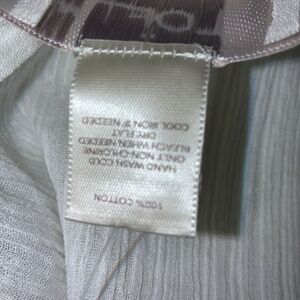 100% COTTON
HAND WASH COLD
ONLY NON-CHLORINE
BLEACH WHEN NEEDED
DRY FLAT
COOL IRON IF NEEDED